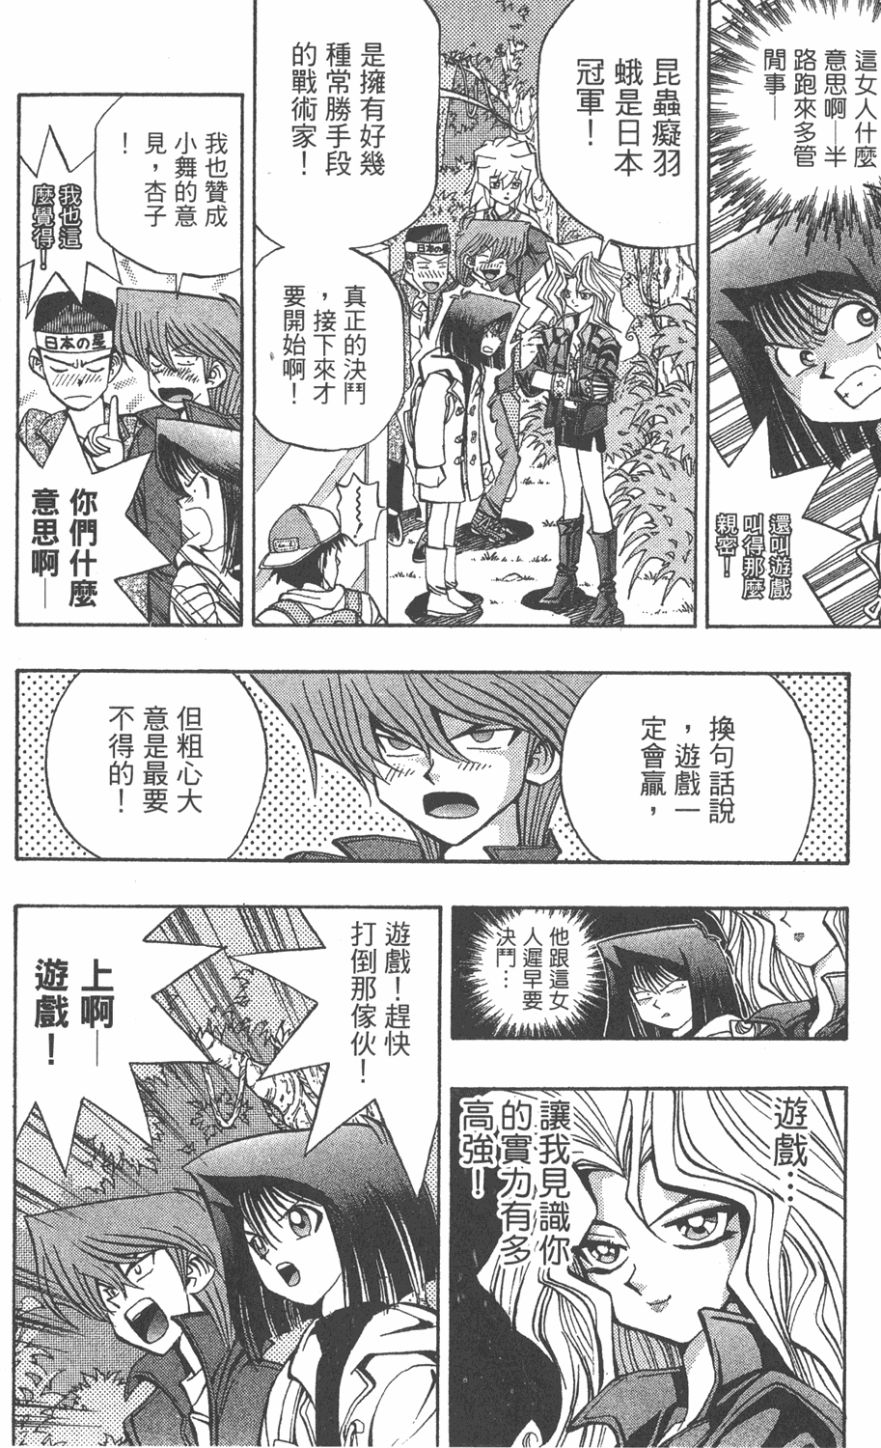 這女人什麼
意思啊—半
路跑來多管
閒事—
還叫遊戲
叫得那麼
親密！
昆蟲癡羽
蛾是日本
冠軍！
是擁有好幾
種常勝手段
的戰術家！
真正的決鬥
，接下來才
要開始啊！
日本の星
我也贊成
小舞的意
見，杏子
！
我也這
麼覺得！
日本の星
你們什麼
意思啊—
換句話說
，遊戲一
定會贏，
但粗心大
意是最要
不得的！
他跟這女
人遲早要
決鬥…
遊戲…
讓我見識你
的實力有多
高強！
遊戲！趕快
打倒那傢伙！
上啊—
遊戲！